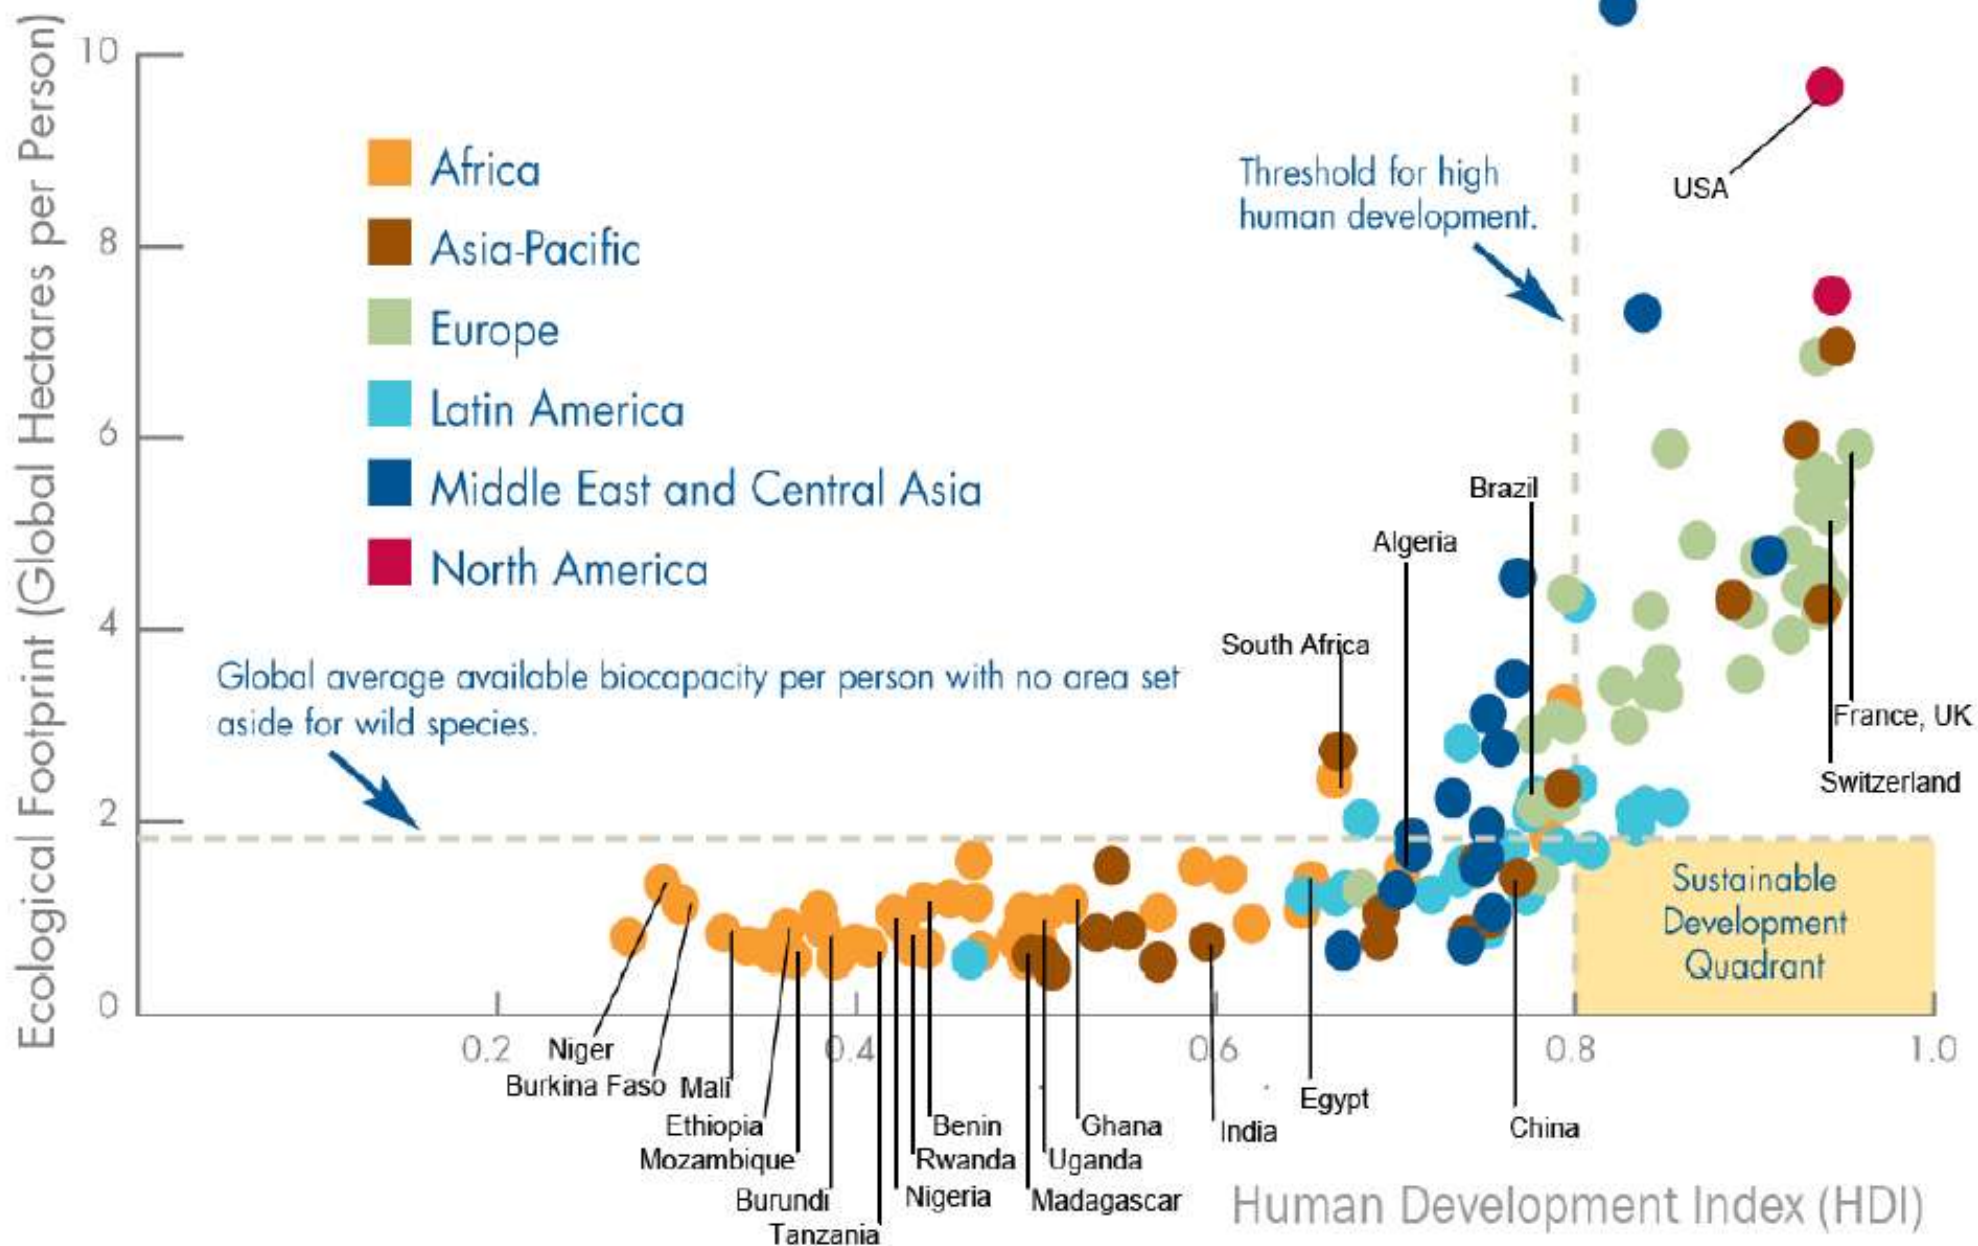 Ecological Footprint (Global Hectares per Person)
10
8
6
4
2
0
Africa
Asia-Pacific
Europe
Latin America
Middle East and Central Asia
North America
Threshold for high
human development.
USA
Brazil
Algeria
South Africa
Global average available biocapacity per person with no area set
aside for wild species.
France, UK
Switzerland
Sustainable
Development
Quadrant
0.2
0.4
0.6
0.8
1.0
Niger
Burkina Faso
Mali
Ethiopia
Mozambique
Burundi
Tanzania
Benin
Rwanda
Nigeria
Ghana
Uganda
Madagascar
India
Egypt
China
Human Development Index (HDI)